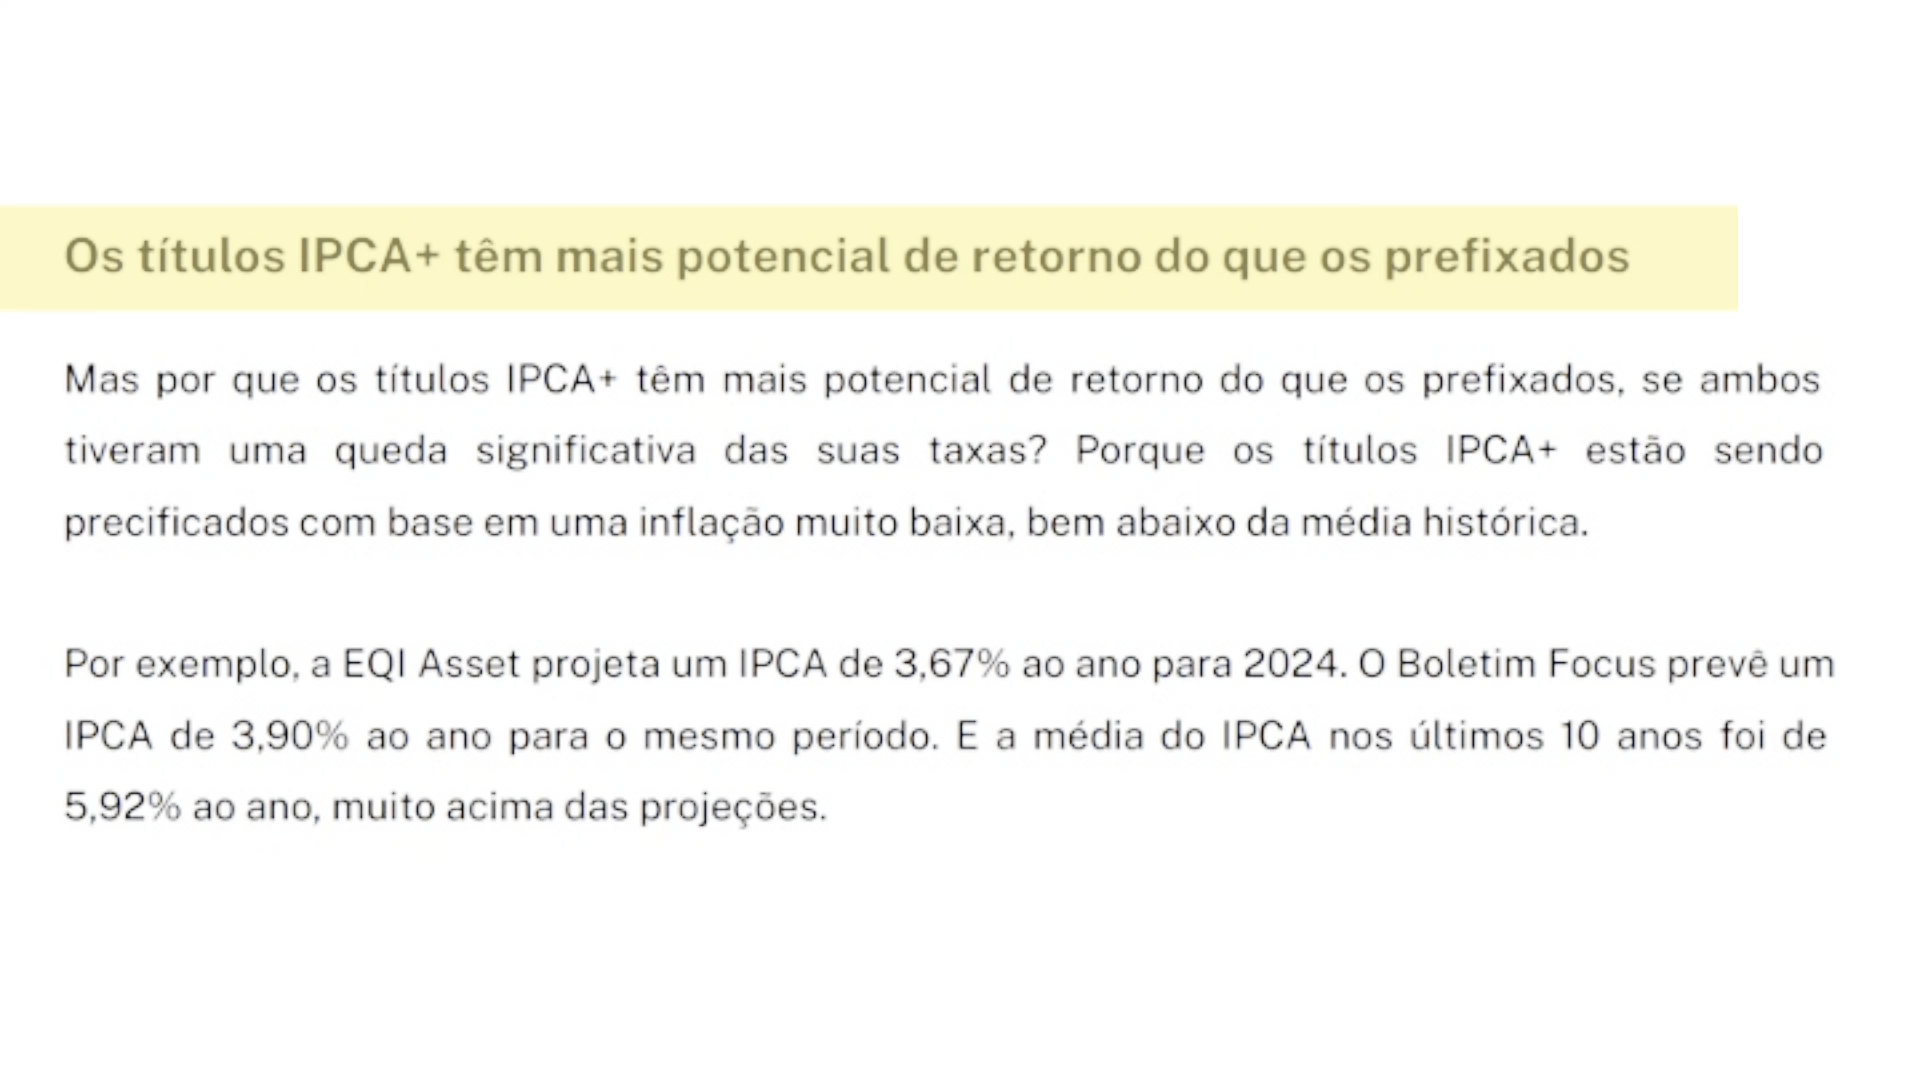 Os títulos IPCA+ têm mais potencial de retorno do que os prefixados
Mas por que os títulos IPCA+ têm mais potencial de retorno do que os prefixados, se ambos
tiveram uma queda significativa das suas taxas? Porque os títulos IPCA+ estão sendo
precificados com base em uma inflação muito baixa, bem abaixo da média histórica.
Por exemplo, a EQI Asset projeta um IPCA de 3,67% ao ano para 2024. O Boletim Focus prevê um
IPCA de 3,90% ao ano para o mesmo período. E a média do IPCA nos últimos 10 anos foi de
5,92% ao ano, muito acima das projeções.